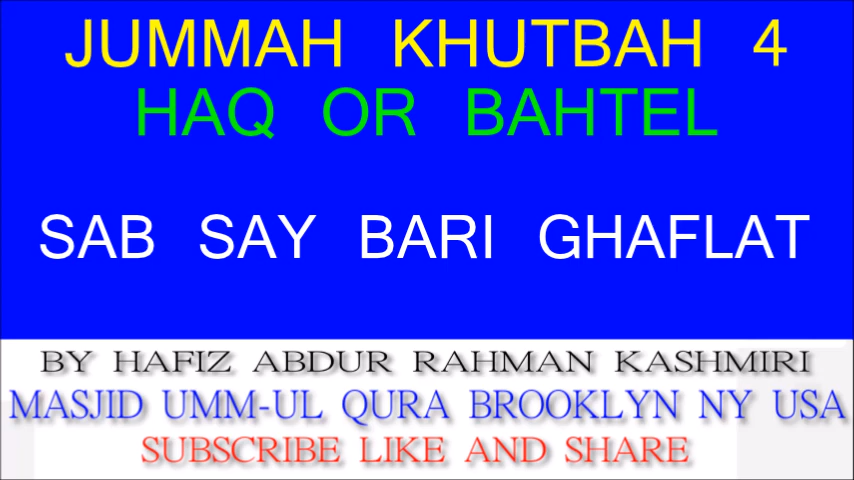 JUMMAH KHUTBAH 4
HAQ OR BAHTEL
SAB SAY BARI GHAFLAT
BY HAFIZ ABDUR RAHMAN KASHMIRI
MASJID UMM-UL QURA BROOKLYN NY USA
SUBSCRIBE LIKE AND SHARE